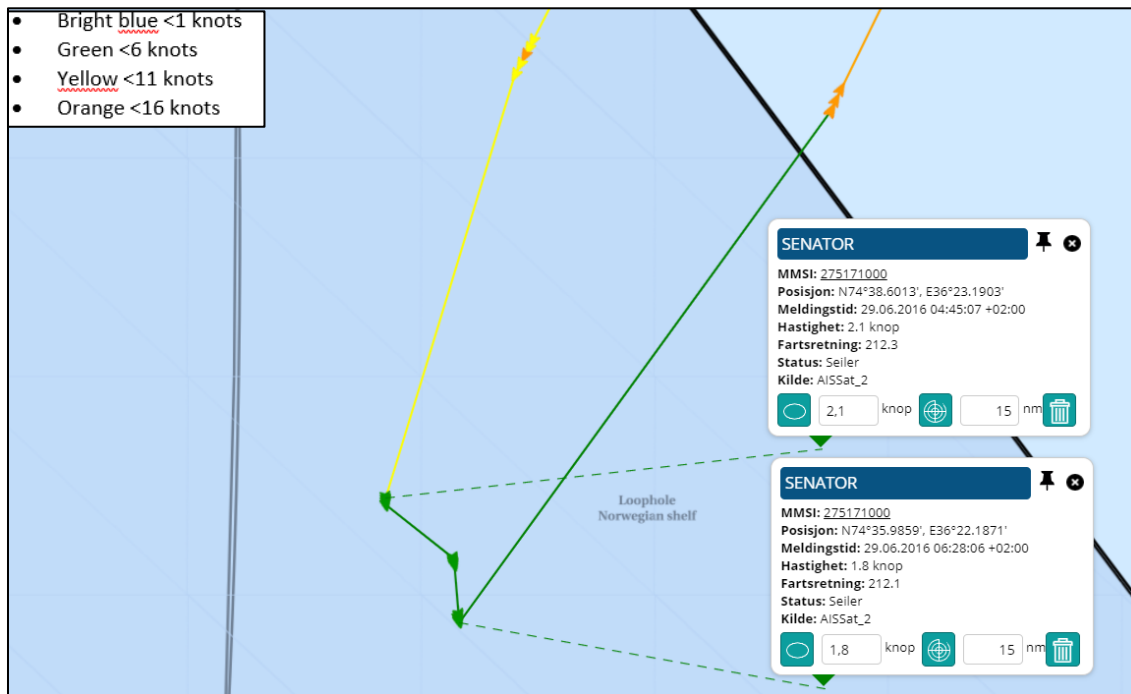 Bright blue <1 knots
Green <6 knots
Yellow <11 knots
Orange <16 knots
SENATOR
MMSI: 275171000
Posisjon: N74°38.6013', E36°23.1903'
Meldingstid: 29.06.2016 04:45:07 +02:00
Hastighet: 2.1 knop
Fartsretning: 212.3
Status: Seiler
Kilde: AISSat_2
2,1 knop 15 nm
Loophole
Norwegian shelf
SENATOR
MMSI: 275171000
Posisjon: N74°35.9859', E36°22.1871'
Meldingstid: 29.06.2016 06:28:06 +02:00
Hastighet: 1.8 knop
Fartsretning: 212.1
Status: Seiler
Kilde: AISSat_2
1,8 knop 15 nm